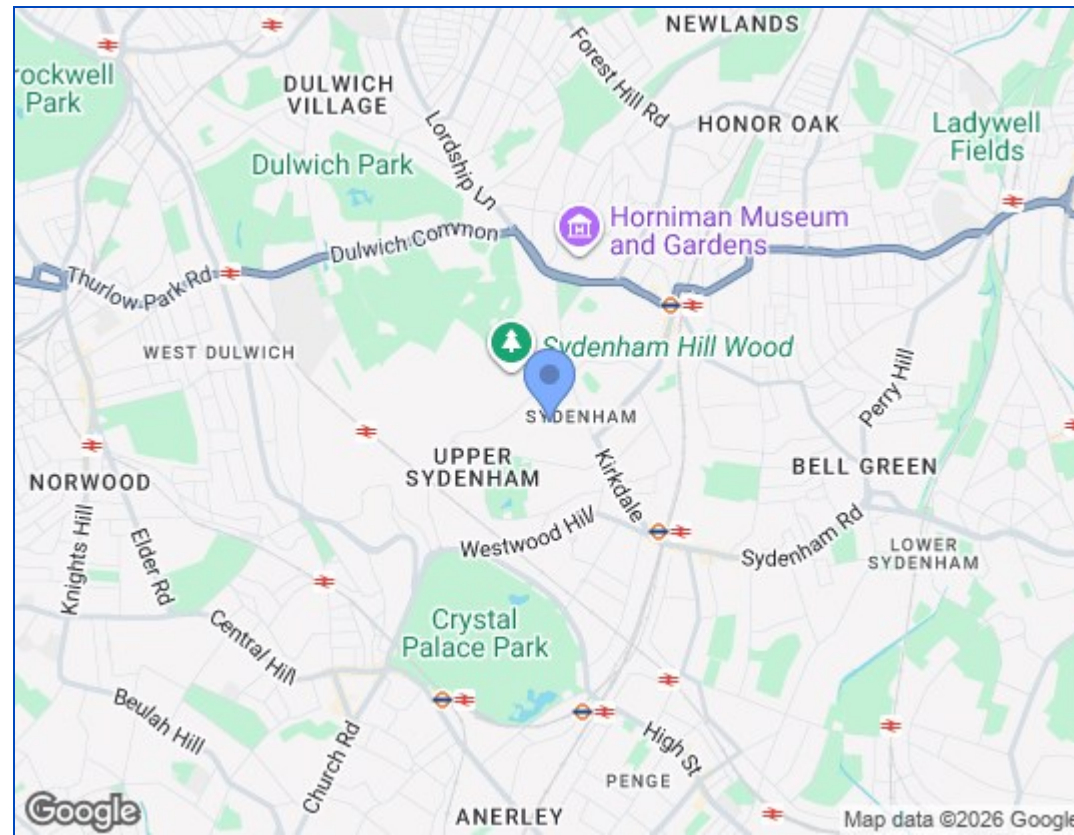 NEWLANDS
rockwell
Park
DULWICH
VILLAGE
Forest Hill Rd
HONOR OAK
Ladywell
Fields
Lordship Ln
Dulwich Park
Horniman Museum
and Gardens
Dulwich Common
Thurlow Park Rd
WEST DULWICH
Sydenham Hill Wood
Perry Hill
SYDENHAM
UPPER
SYDENHAM
Kirkdale
BELL GREEN
NORWOOD
Knights Hill
Elder Rd
Westwood Hill
Sydenham Rd
LOWER
SYDENHAM
Crystal
Palace Park
Central Hill
Beulah Hill
Church Rd
High St
PENGE
ANERLEY
Google
Map data ©2026 Google